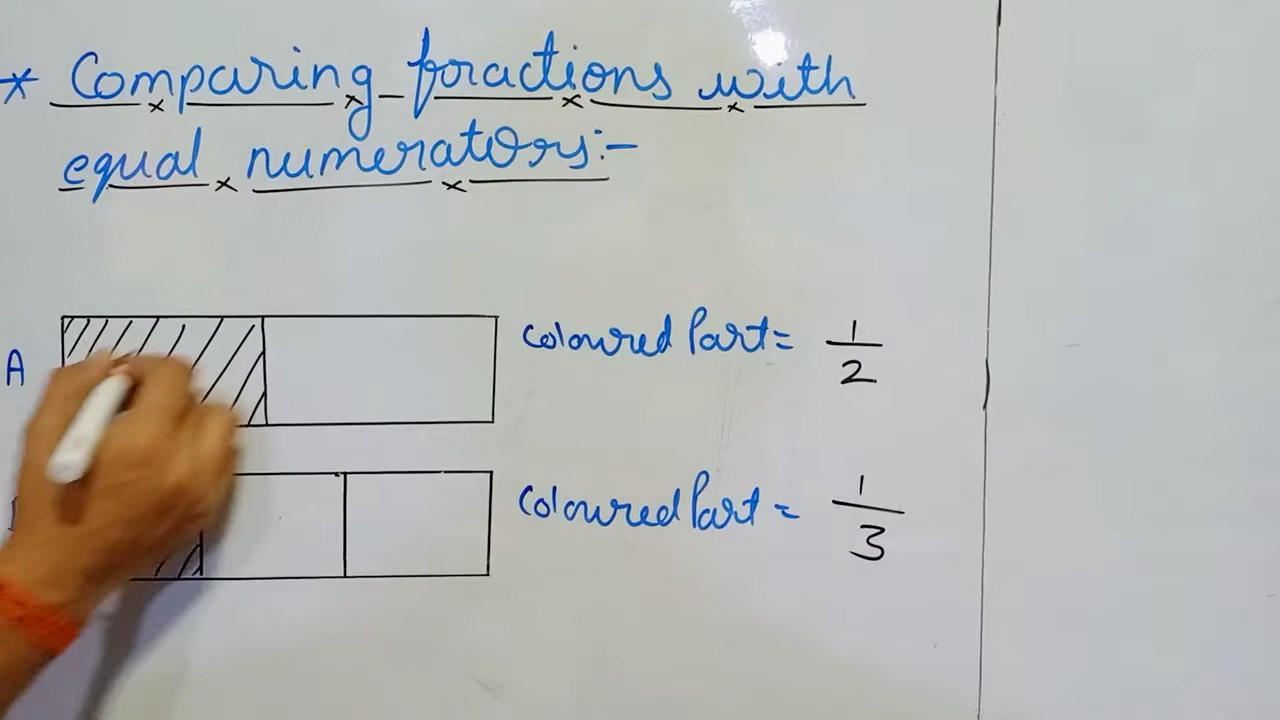 * Comparing fractions with
equal numerators:-
A coloured Part = 1/2
coloured Part = 1/3